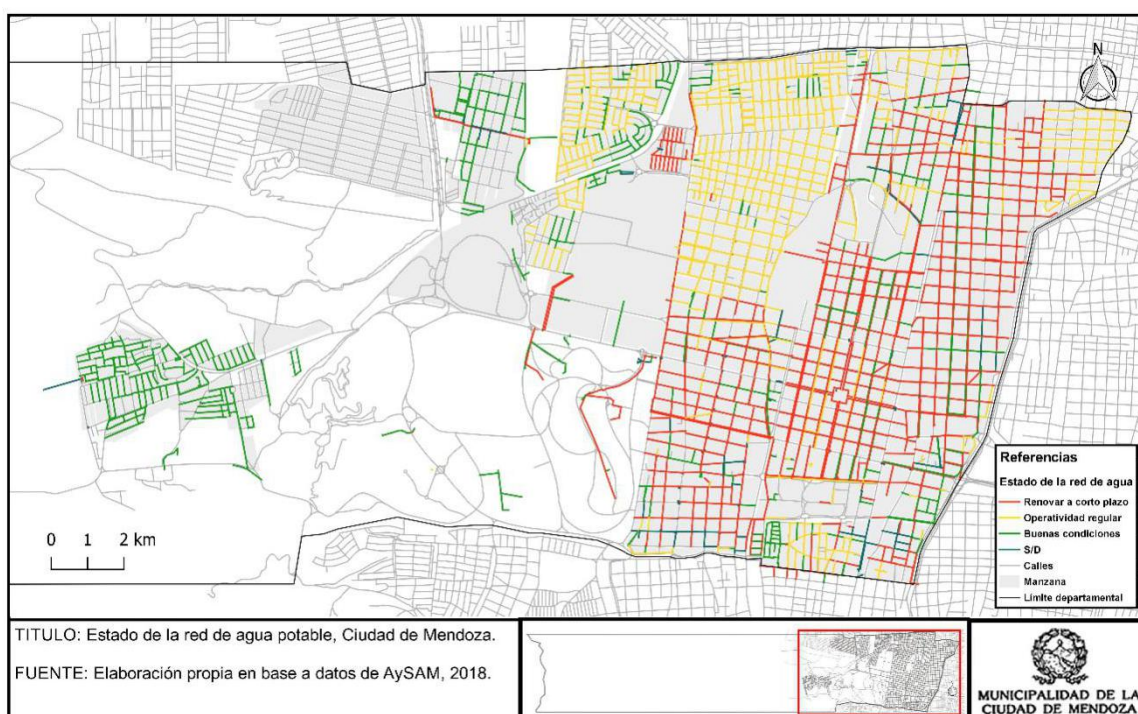 N
0 1 2 km
Referencias
Estado de la red de agua
Renovar a corto plazo
Operatividad regular
Buenas condiciones
S/D
Calles
Manzana
Límite departamental
TITULO: Estado de la red de agua potable, Ciudad de Mendoza.
FUENTE: Elaboración propia en base a datos de AySAM, 2018.
MUNICIPALIDAD DE LA
CIUDAD DE MENDOZA